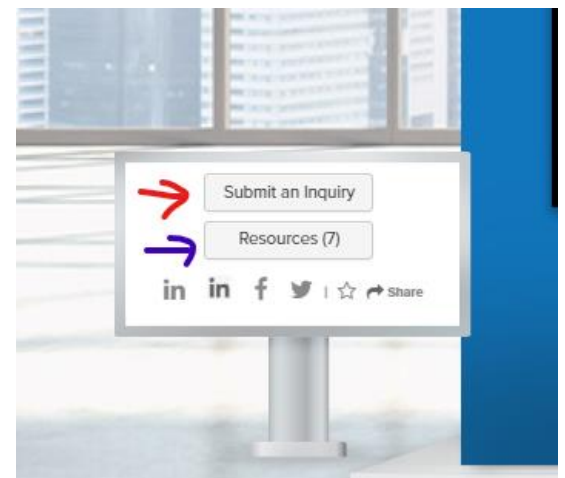 Submit an Inquiry
Resources (7)
in in f | Share